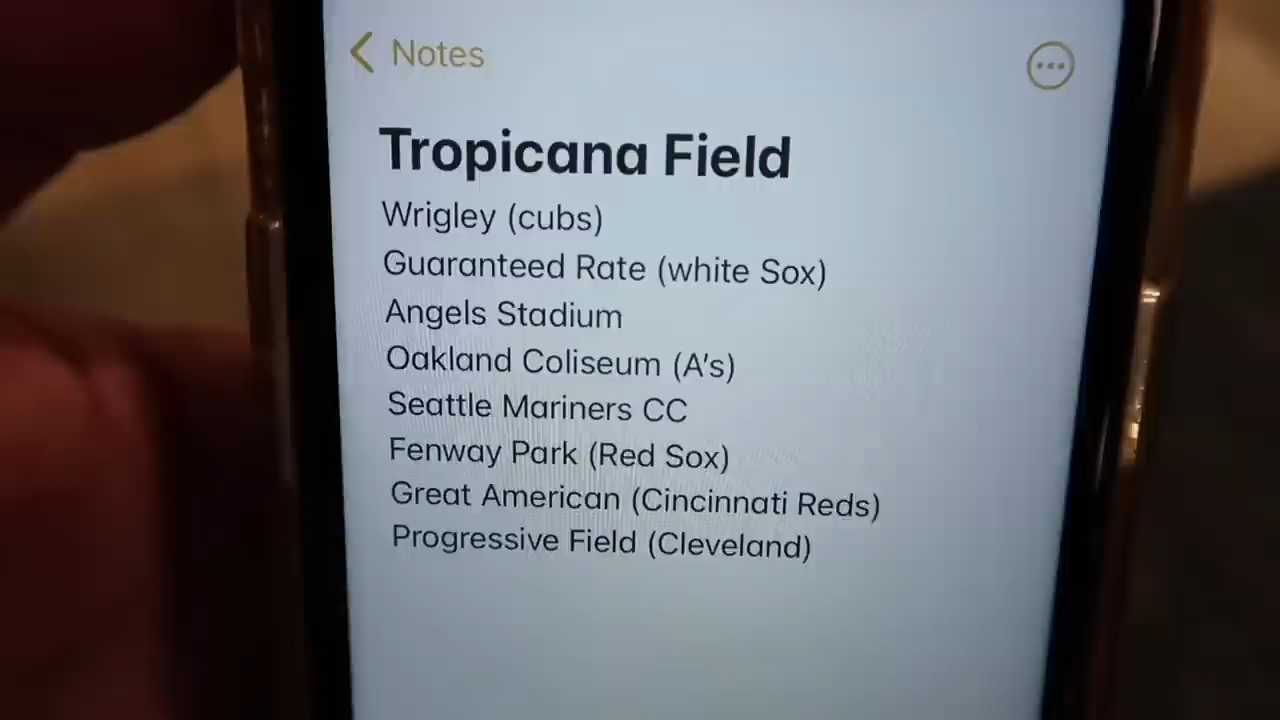 Notes
Tropicana Field
Wrigley (cubs)
Guaranteed Rate (white Sox)
Angels Stadium
Oakland Coliseum (A's)
Seattle Mariners CC
Fenway Park (Red Sox)
Great American (Cincinnati Reds)
Progressive Field (Cleveland)